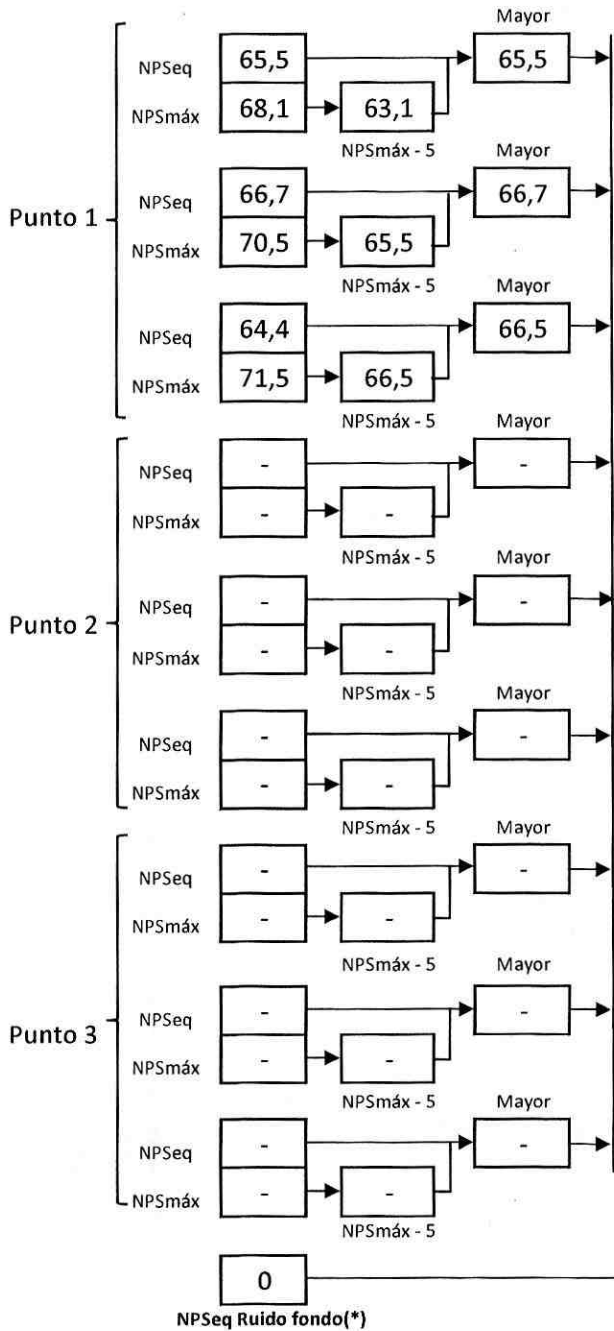 Mayor
NPSeq 65,5 65,5
NPSmáx 68,1 63,1
NPSmáx - 5
Mayor
Punto 1
NPSeq 66,7 66,7
NPSmáx 70,5 65,5
NPSmáx - 5
Mayor
NPSeq 64,4 66,5
NPSmáx 71,5 66,5
NPSmáx - 5
Mayor
NPSeq - -
NPSmáx - -
NPSmáx - 5
Mayor
Punto 2
NPSeq - -
NPSmáx - -
NPSmáx - 5
Mayor
NPSeq - -
NPSmáx - -
NPSmáx - 5
Mayor
NPSeq - -
NPSmáx - -
NPSmáx - 5
Mayor
Punto 3
NPSeq - -
NPSmáx - -
NPSmáx - 5
Mayor
NPSeq - -
NPSmáx - -
NPSmáx - 5
0
NPSeq Ruido fondo(*)